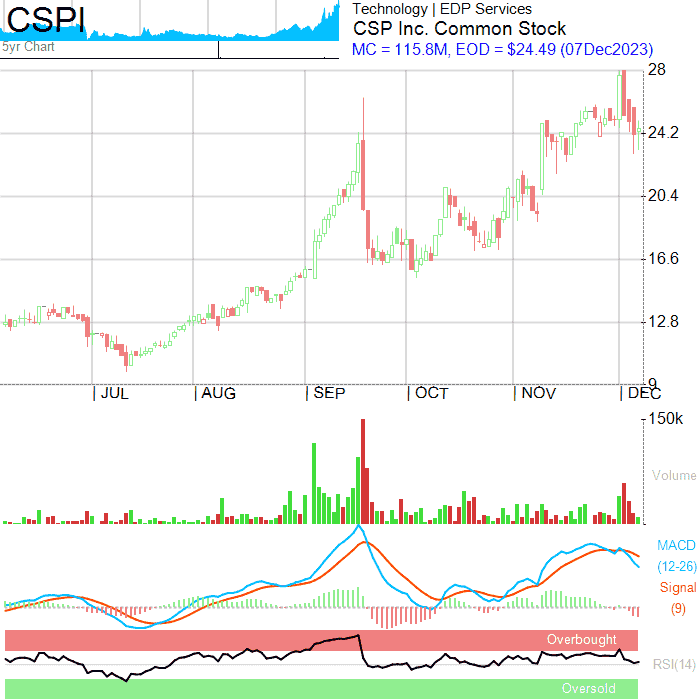 CSPI
5yr Chart
Technology | EDP Services
CSP Inc. Common Stock
MC = 115.8M, EOD = $24.49 (07Dec2023)
28
24.2
20.4
16.6
12.8
9
| JUL | AUG | SEP | OCT | NOV | DEC
150k
Volume
MACD
(12-26)
Signal
(9)
Overbought
RSI(14)
Oversold